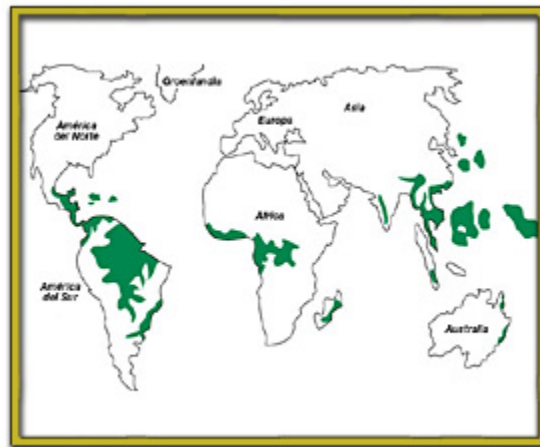 Groenlandia
América
del Norte
Europa
Asia
África
América
del Sur
Australia